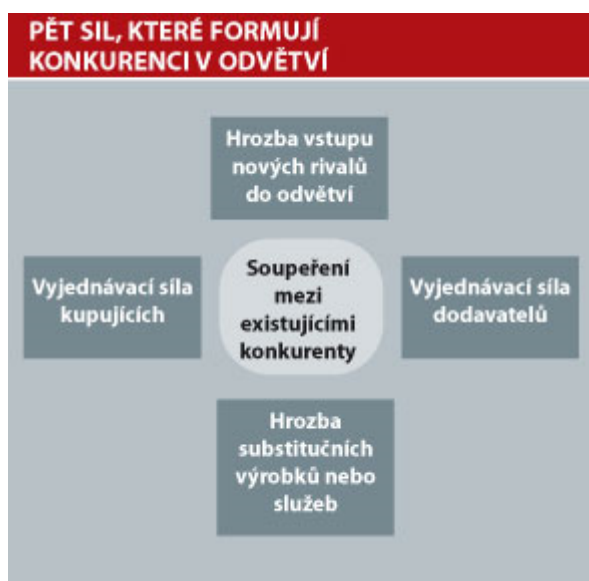 PĚT SIL, KTERÉ FORMUJÍ
KONKURENCI V ODVĚTVÍ
Hrozba vstupu
nových rivalů
do odvětví
Vyjednávací síla
kupujících
Soupeření
mezi
existujícími
konkurenty
Vyjednávací síla
dodavatelů
Hrozba
substitučních
výrobků nebo
služeb